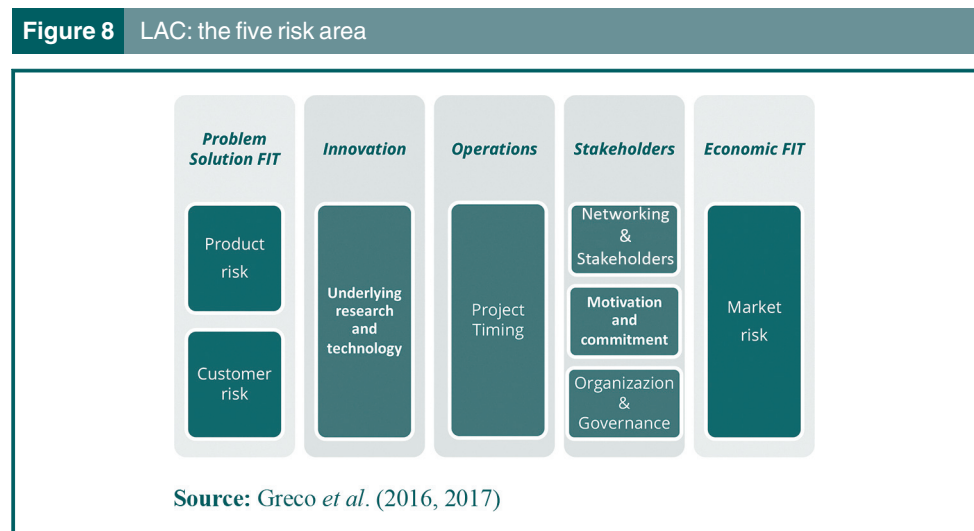 Figure 8 LAC: the five risk area
Problem
Solution FIT
Product
risk
Customer
risk
Innovation
Underlying
research
and
technology
Operations
Project
Timing
Stakeholders
Networking
&
Stakeholders
Motivation
and
commitment
Organizazion
&
Governance
Economic FIT
Market
risk
Source: Greco et al. (2016, 2017)